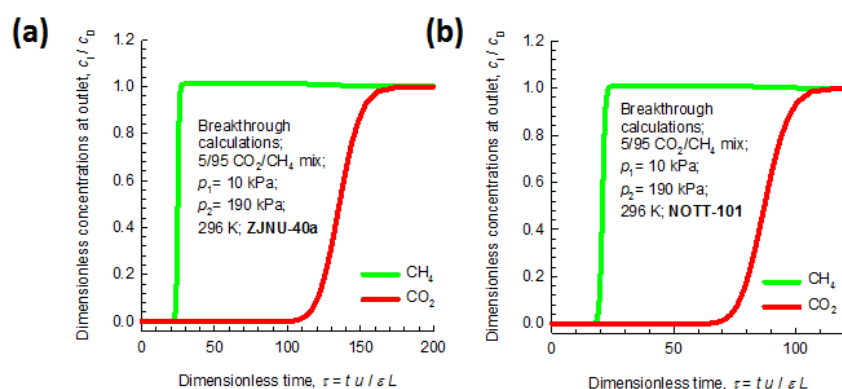 (a)
Dimensionless concentrations at outlet, cᵢ / c₀
1.2
1.0
0.8
0.6
0.4
0.2
0.0
Breakthrough
calculations;
5/95 CO₂/CH₄ mix;
p₁= 10 kPa;
p₂= 190 kPa;
296 K; ZJNU-40a
CH₄
CO₂
0 50 100 150 200
Dimensionless time, τ = t u / ε L
(b)
Dimensionless concentrations at outlet, cᵢ / c₀
1.2
1.0
0.8
0.6
0.4
0.2
0.0
Breakthrough
calculations;
5/95 CO₂/CH₄ mix;
p₁= 10 kPa;
p₂= 190 kPa;
296 K; NOTT-101
CH₄
CO₂
0 50 100
Dimensionless time, τ = t u / ε L